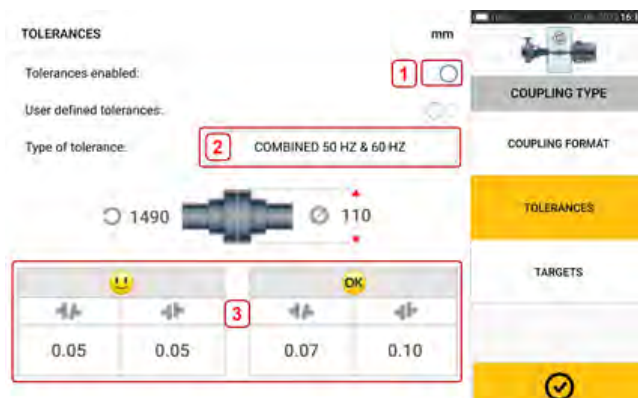 TOLERANCES mm
Tolerances enabled: 1
User defined tolerances:
Type of tolerance: 2 COMBINED 50 HZ & 60 HZ
1490 110
OK
3
0.05 0.05 0.07 0.10
COUPLING TYPE
COUPLING FORMAT
TOLERANCES
TARGETS